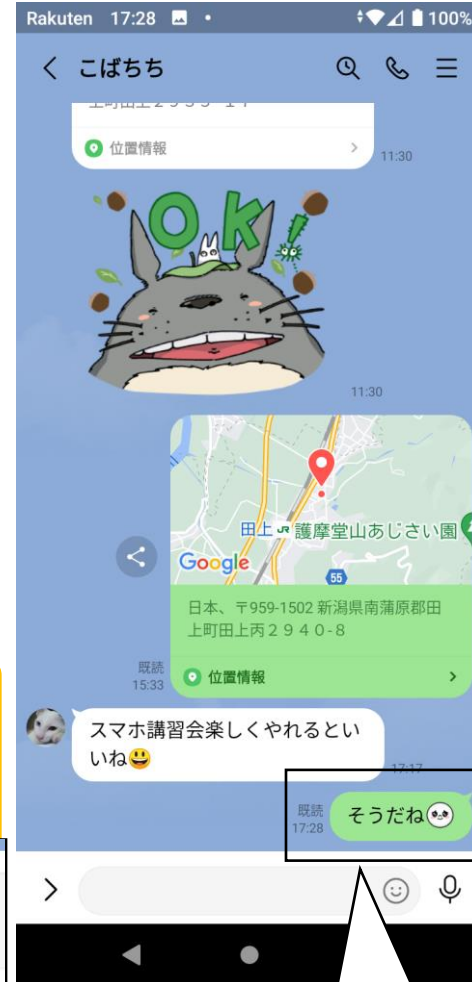 Rakuten 17:28
100%
こばちち
位置情報
11:30
OK!
11:30
田上 JR 護摩堂山あじさい園
Google
55
日本、〒959-1502 新潟県南蒲原郡田
上町田上丙２９４０-８
位置情報
既読
15:33
スマホ講習会楽しくやれるとい
いね😃
17:17
既読
17:28
そうだね🥺